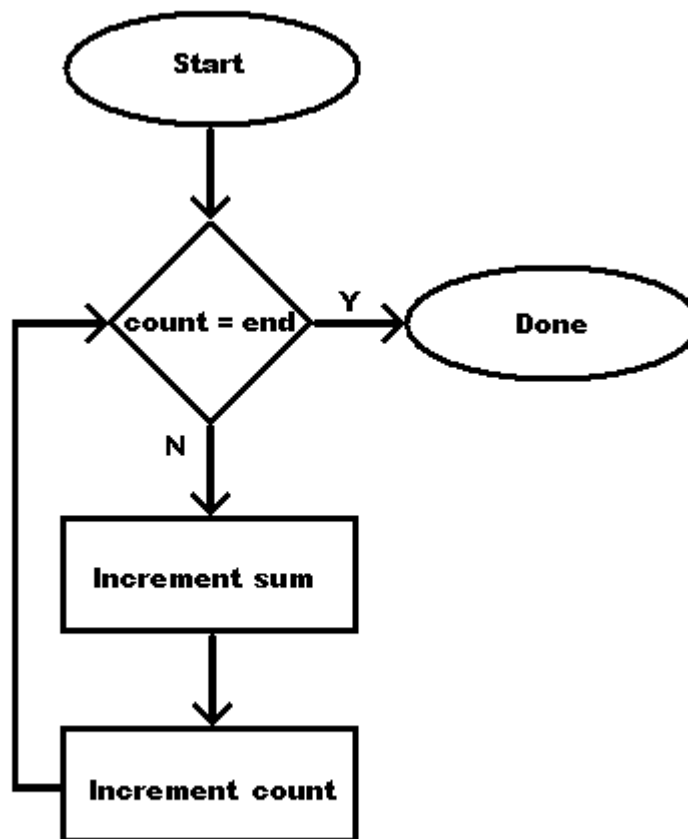 Start
count = end
Y
Done
N
Increment sum
Increment count